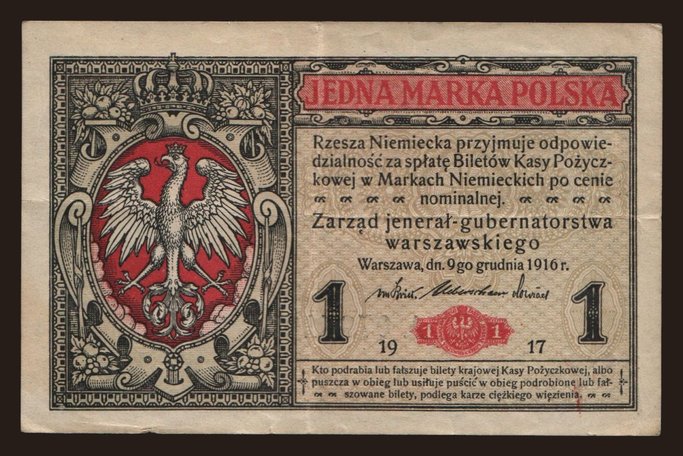 JEDNA MARKA POLSKA
Rzesza Niemiecka przyjmuje odpowie-
dzialność za spłatę Biletów Kasy Pożycz-
kowej w Markach Niemieckich po cenie
nominalnej.
Zarząd jenerał-gubernatorstwa
warszawskiego
Warszawa, dn. 9go grudnia 1916 r.
1 1 1 1
19 17
Kto podrabia lub fałszuje bilety krajowej Kasy Pożyczkowej, albo
puszcza w obieg lub usiłuje puścić w obieg podrobione lub fał-
szowane bilety, podlega karze ciężkiego więzienia.